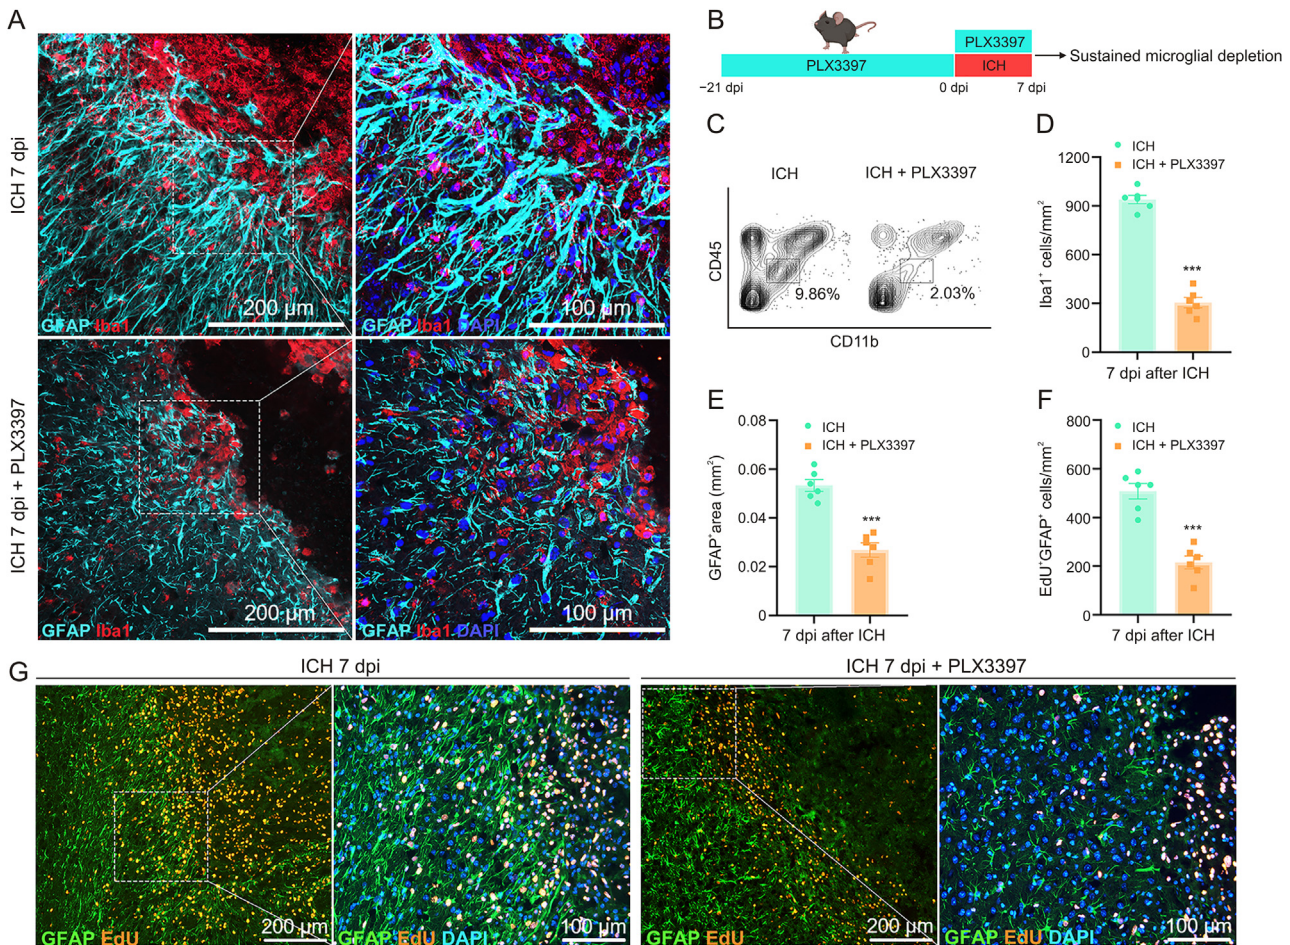 A
ICH 7 dpi
200 µm
GFAP Iba1
100 µm
GFAP Iba1 DAPI
ICH 7 dpi + PLX3397
200 µm
GFAP Iba1
100 µm
GFAP Iba1 DAPI
B
PLX3397
PLX3397
ICH
Sustained microglial depletion
−21 dpi
0 dpi
7 dpi
C
ICH
ICH + PLX3397
CD45
9.86%
2.03%
CD11b
D
ICH
ICH + PLX3397
Iba1⁺ cells/mm²
1200
900
600
300
0
***
7 dpi after ICH
E
ICH
ICH + PLX3397
GFAP⁺area (mm²)
0.08
0.06
0.04
0.02
0
***
7 dpi after ICH
F
ICH
ICH + PLX3397
EdU⁺GFAP⁺ cells/mm²
800
600
400
200
0
***
7 dpi after ICH
G
ICH 7 dpi
ICH 7 dpi + PLX3397
200 µm
GFAP EdU
100 µm
GFAP EdU DAPI
200 µm
GFAP EdU
100 µm
GFAP EdU DAPI